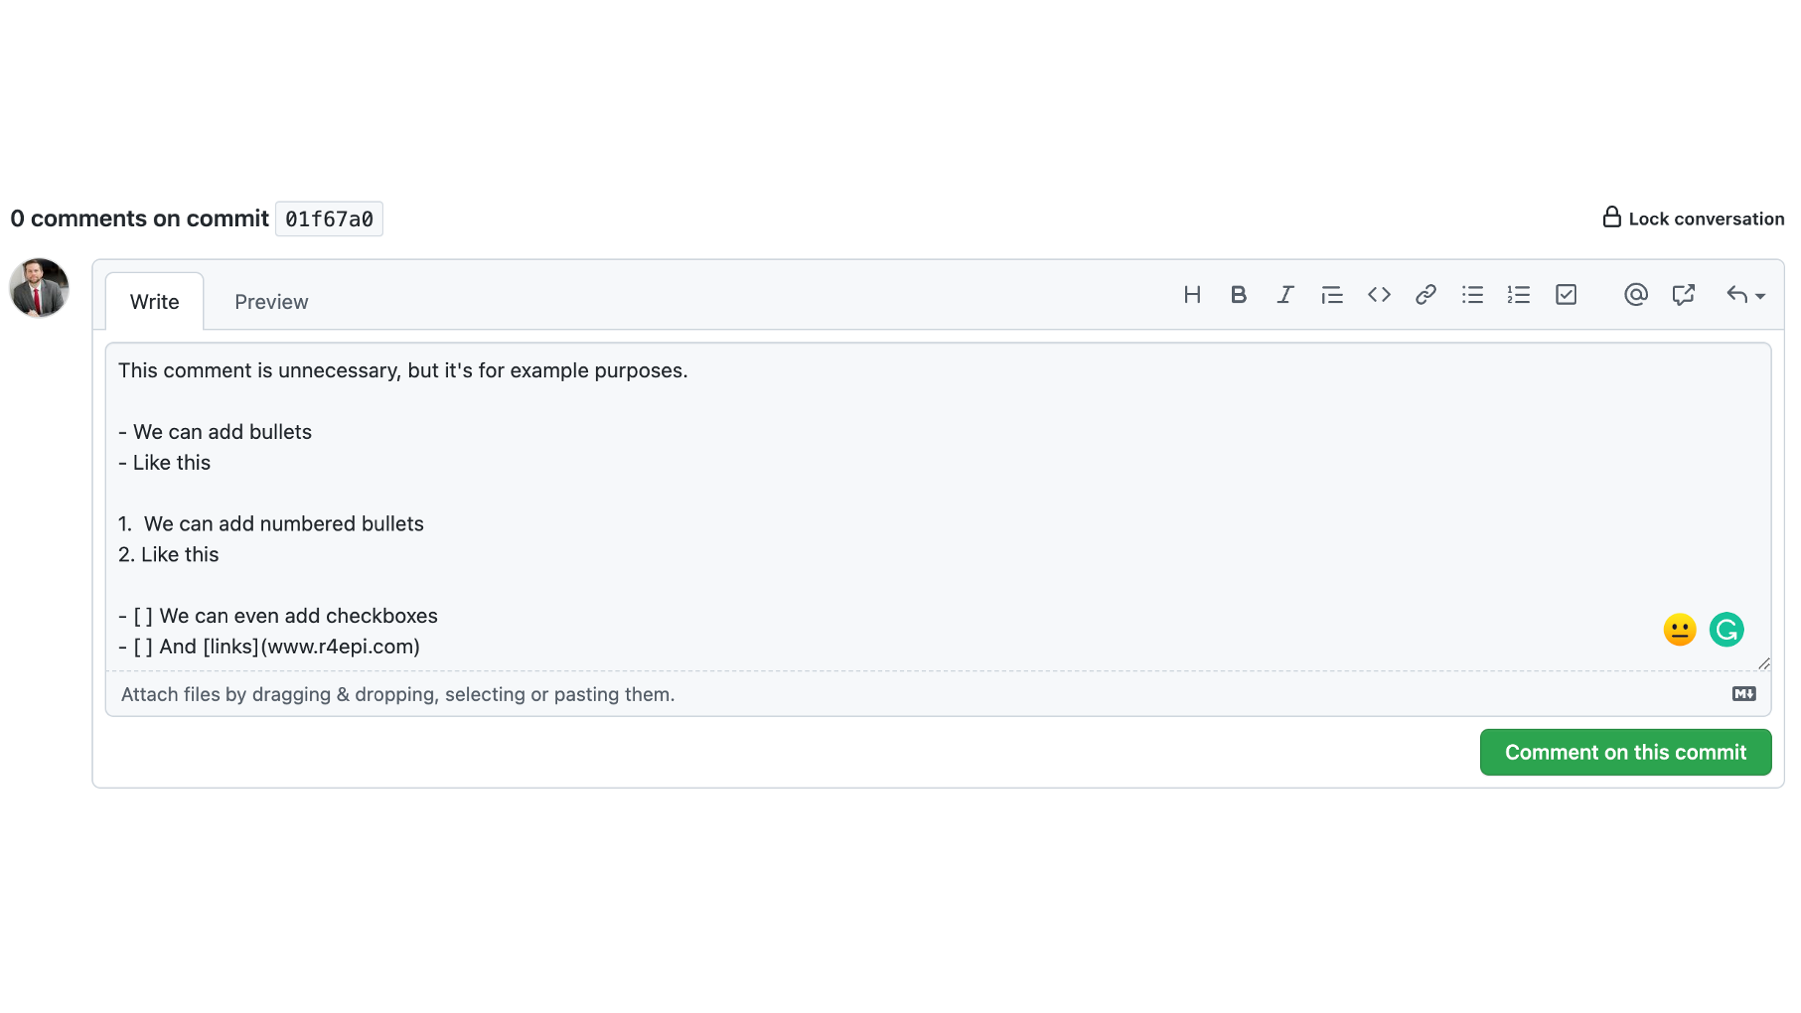 0 comments on commit 01f67a0
Lock conversation
Write
Preview
This comment is unnecessary, but it's for example purposes.
- We can add bullets
- Like this
1.  We can add numbered bullets
2. Like this
- [ ] We can even add checkboxes
- [ ] And [links](www.r4epi.com)
Attach files by dragging & dropping, selecting or pasting them.
Comment on this commit